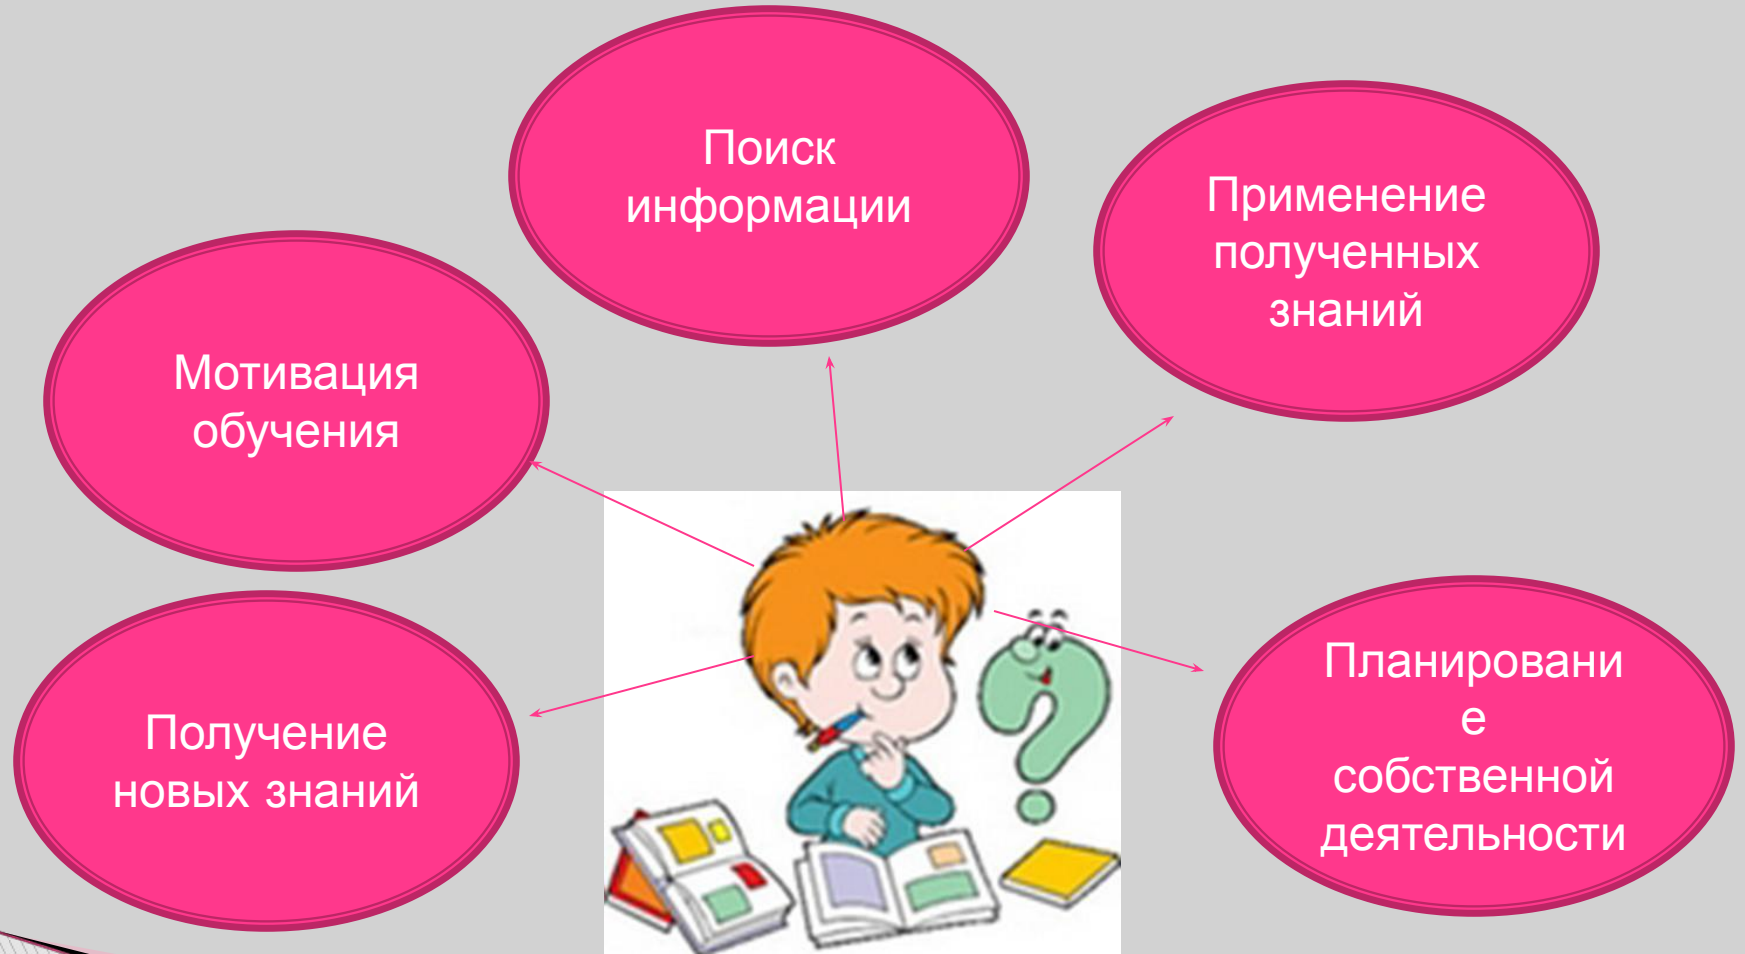 Поиск
информации
Применение
полученных
знаний
Мотивация
обучения
Получение
новых знаний
Планировани
е
собственной
деятельности